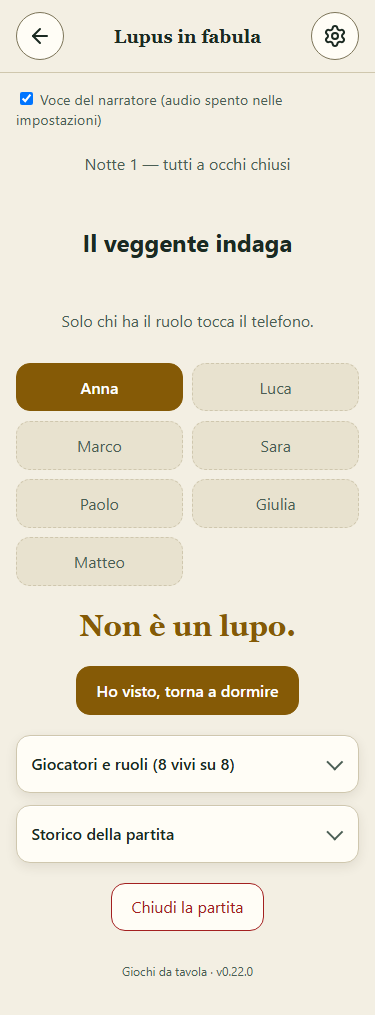 Lupus in fabula
Voce del narratore (audio spento nelle
impostazioni)
Notte 1 — tutti a occhi chiusi
Il veggente indaga
Solo chi ha il ruolo tocca il telefono.
Anna
Luca
Marco
Sara
Paolo
Giulia
Matteo
Non è un lupo.
Ho visto, torna a dormire
Giocatori e ruoli (8 vivi su 8)
Storico della partita
Chiudi la partita
Giochi da tavola · v0.22.0